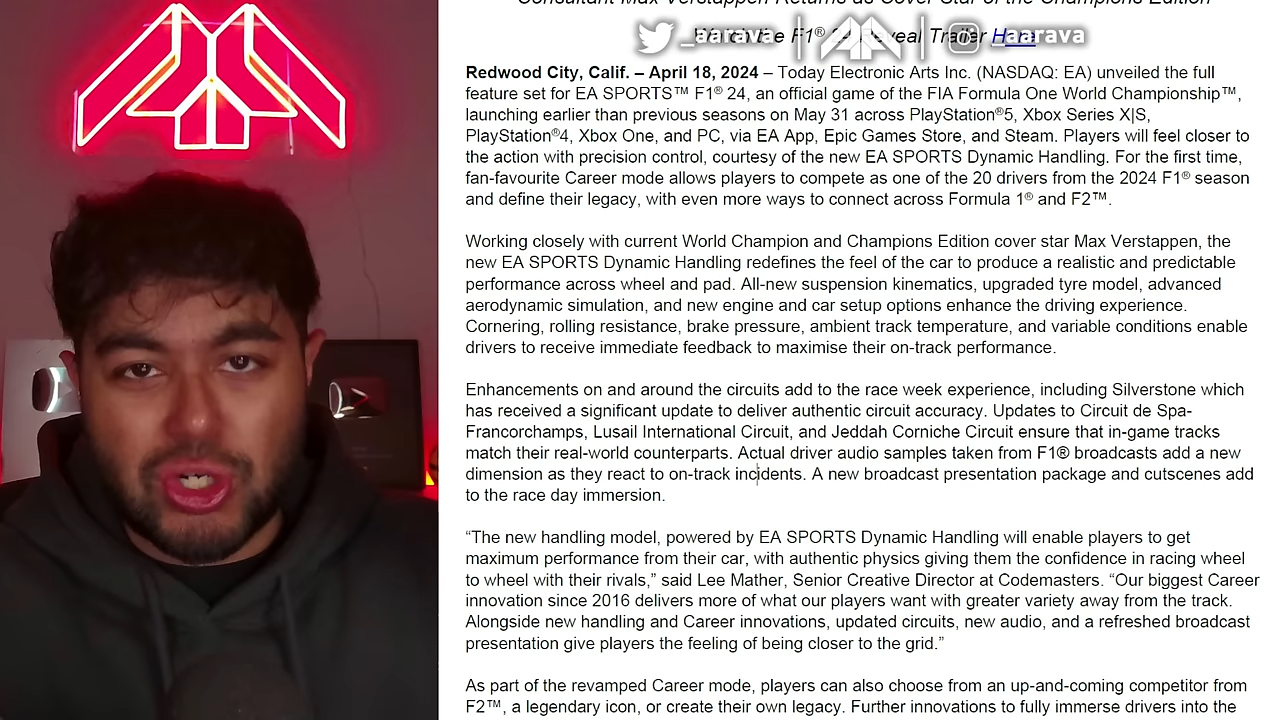 Consultant Max Verstappen Returns as Cover Star of the Champions Edition
_aarava
_aarava
F1® Reveal Trailer Here
Redwood City, Calif. – April 18, 2024 – Today Electronic Arts Inc. (NASDAQ: EA) unveiled the full
feature set for EA SPORTS™ F1® 24, an official game of the FIA Formula One World Championship™,
launching earlier than previous seasons on May 31 across PlayStation®5, Xbox Series X|S,
PlayStation®4, Xbox One, and PC, via EA App, Epic Games Store, and Steam. Players will feel closer to
the action with precision control, courtesy of the new EA SPORTS Dynamic Handling. For the first time,
fan-favourite Career mode allows players to compete as one of the 20 drivers from the 2024 F1® season
and define their legacy, with even more ways to connect across Formula 1® and F2™.
Working closely with current World Champion and Champions Edition cover star Max Verstappen, the
new EA SPORTS Dynamic Handling redefines the feel of the car to produce a realistic and predictable
performance across wheel and pad. All-new suspension kinematics, upgraded tyre model, advanced
aerodynamic simulation, and new engine and car setup options enhance the driving experience.
Cornering, rolling resistance, brake pressure, ambient track temperature, and variable conditions enable
drivers to receive immediate feedback to maximise their on-track performance.
Enhancements on and around the circuits add to the race week experience, including Silverstone which
has received a significant update to deliver authentic circuit accuracy. Updates to Circuit de Spa-
Francorchamps, Lusail International Circuit, and Jeddah Corniche Circuit ensure that in-game tracks
match their real-world counterparts. Actual driver audio samples taken from F1® broadcasts add a new
dimension as they react to on-track incidents. A new broadcast presentation package and cutscenes add
to the race day immersion.
“The new handling model, powered by EA SPORTS Dynamic Handling will enable players to get
maximum performance from their car, with authentic physics giving them the confidence in racing wheel
to wheel with their rivals,” said Lee Mather, Senior Creative Director at Codemasters. “Our biggest Career
innovation since 2016 delivers more of what our players want with greater variety away from the track.
Alongside new handling and Career innovations, updated circuits, new audio, and a refreshed broadcast
presentation give players the feeling of being closer to the grid.”
As part of the revamped Career mode, players can also choose from an up-and-coming competitor from
F2™, a legendary icon, or create their own legacy. Further innovations to fully immerse drivers into the